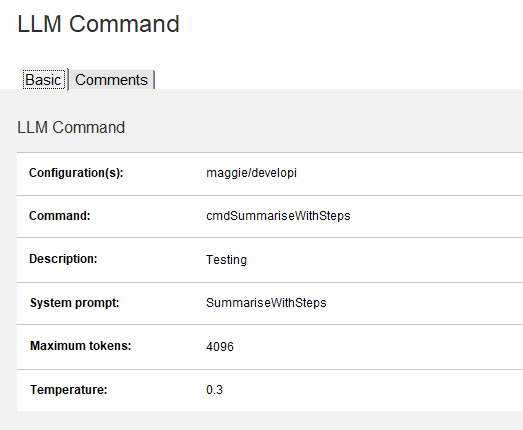 LLM Command
Basic Comments
LLM Command
Configuration(s): maggie/developi
Command: cmdSummariseWithSteps
Description: Testing
System prompt: SummariseWithSteps
Maximum tokens: 4096
Temperature: 0.3